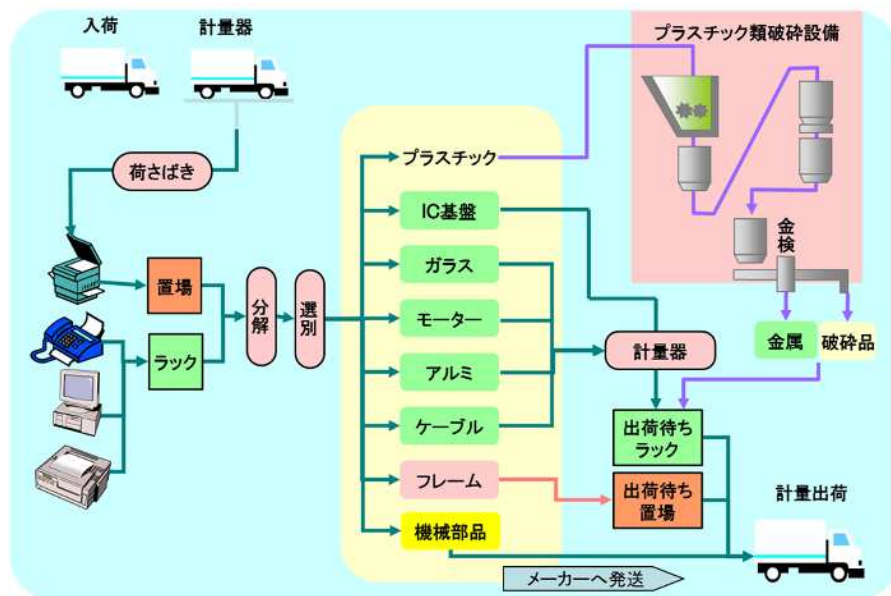 入荷
計量器
プラスチック類破砕設備
荷さばき
プラスチック
IC基盤
金検
ガラス
置場
分解
選別
モーター
計量器
金属
破砕品
ラック
アルミ
ケーブル
出荷待ち
ラック
フレーム
出荷待ち
置場
計量出荷
機械部品
メーカーへ発送